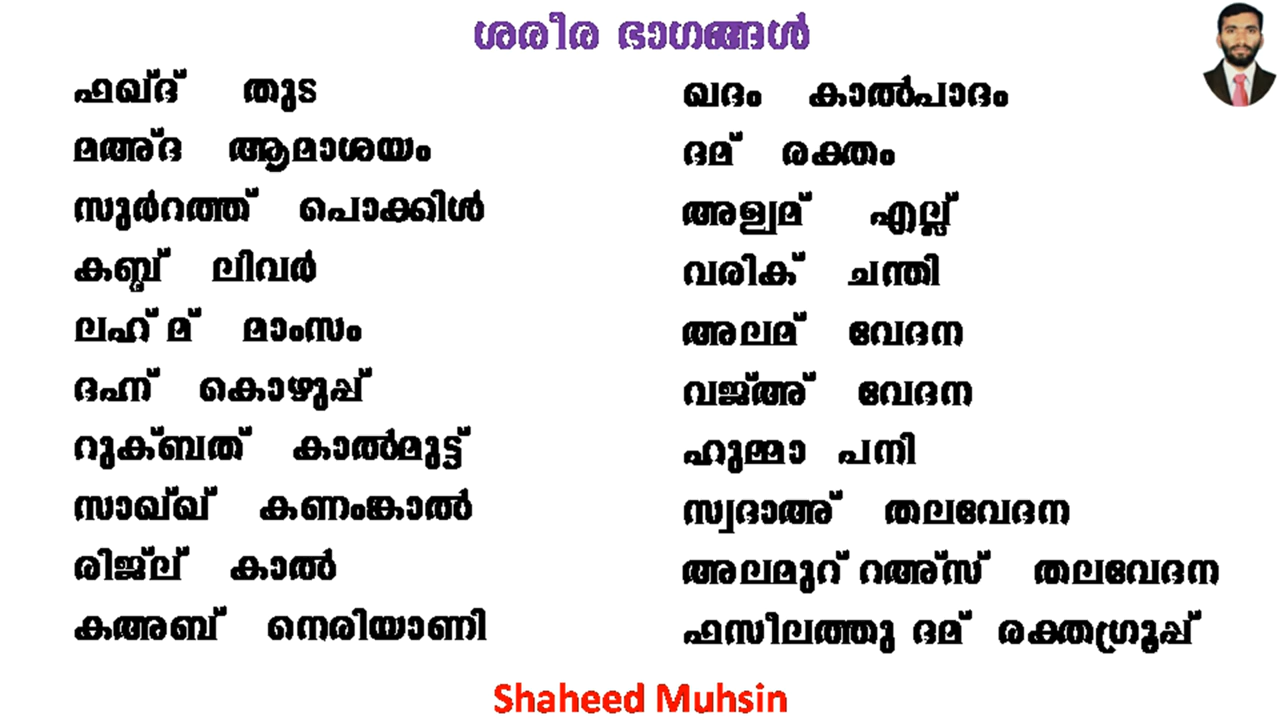 ശരീര ഭാഗങ്ങൾ
ഫഖ്ദ് തുട
മഅ്ദ ആമാശയം
സുർറത്ത് പൊക്കിൾ
കബ്ദ് ലിവർ
ലഹ് മ് മാംസം
ദഹ്ന് കൊഴുപ്പ്
റുക്ബത് കാൽമുട്ട്
സാഖ്ഖ് കണംങ്കാൽ
രിജ്ല് കാൽ
കഅബ് നെരിയാണി
ഖദം കാൽപാദം
ദമ് രക്തം
അള്വമ് എല്ല്
വരിക് ചന്തി
അലമ് വേദന
വജ്അ് വേദന
ഹുമ്മാ പനി
സ്വദാഅ് തലവേദന
അലമുറ് റഅ്സ് തലവേദന
ഫസീലത്തു ദമ് രക്തഗ്രൂപ്പ്
Shaheed Muhsin